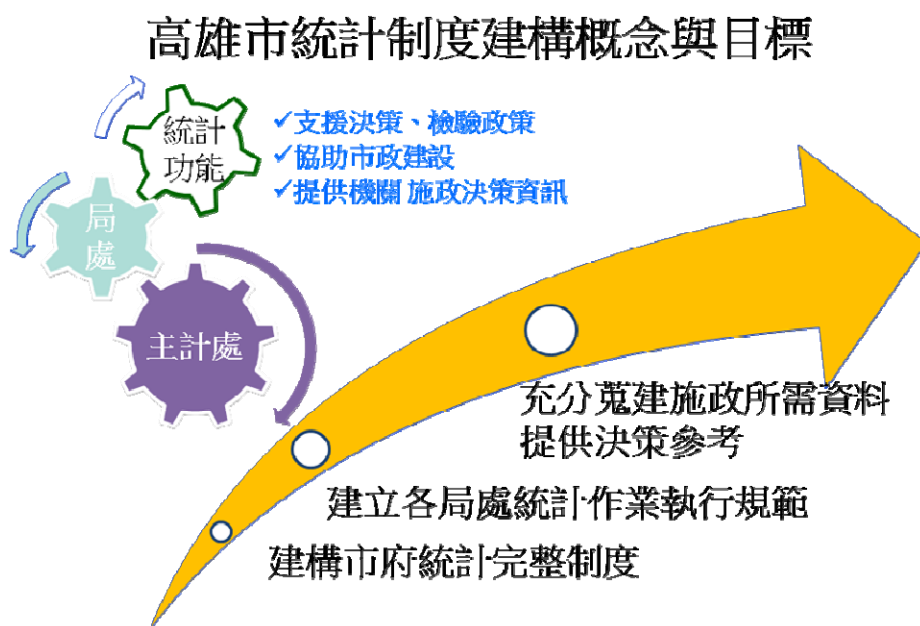 高雄市統計制度建構概念與目標
統計
功能
✓支援決策、檢驗政策
✓協助市政建設
✓提供機關 施政決策資訊
局
處
主計處
充分蒐建施政所需資料
提供決策參考
建立各局處統計作業執行規範
建構市府統計完整制度